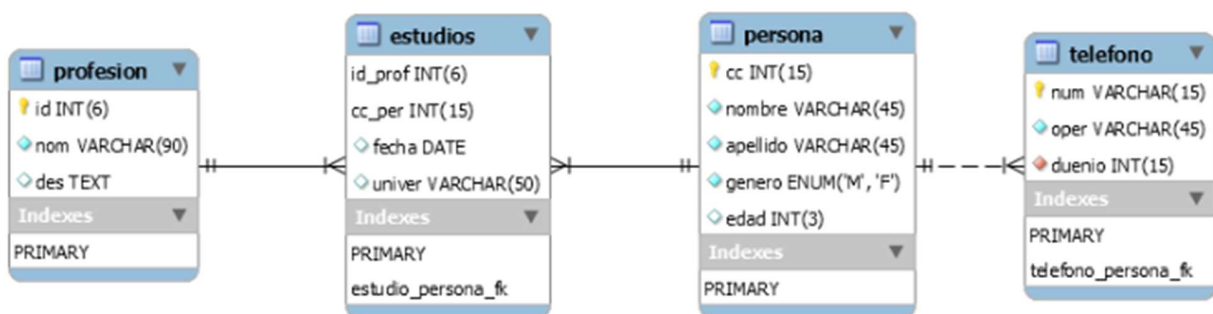 profesion
id INT(6)
nom VARCHAR(90)
des TEXT
Indexes
PRIMARY
estudios
id_prof INT(6)
cc_per INT(15)
fecha DATE
univer VARCHAR(50)
Indexes
PRIMARY
estudio_persona_fk
persona
cc INT(15)
nombre VARCHAR(45)
apellido VARCHAR(45)
genero ENUM('M', 'F')
edad INT(3)
Indexes
PRIMARY
telefono
num VARCHAR(15)
oper VARCHAR(45)
duenio INT(15)
Indexes
PRIMARY
telefono_persona_fk